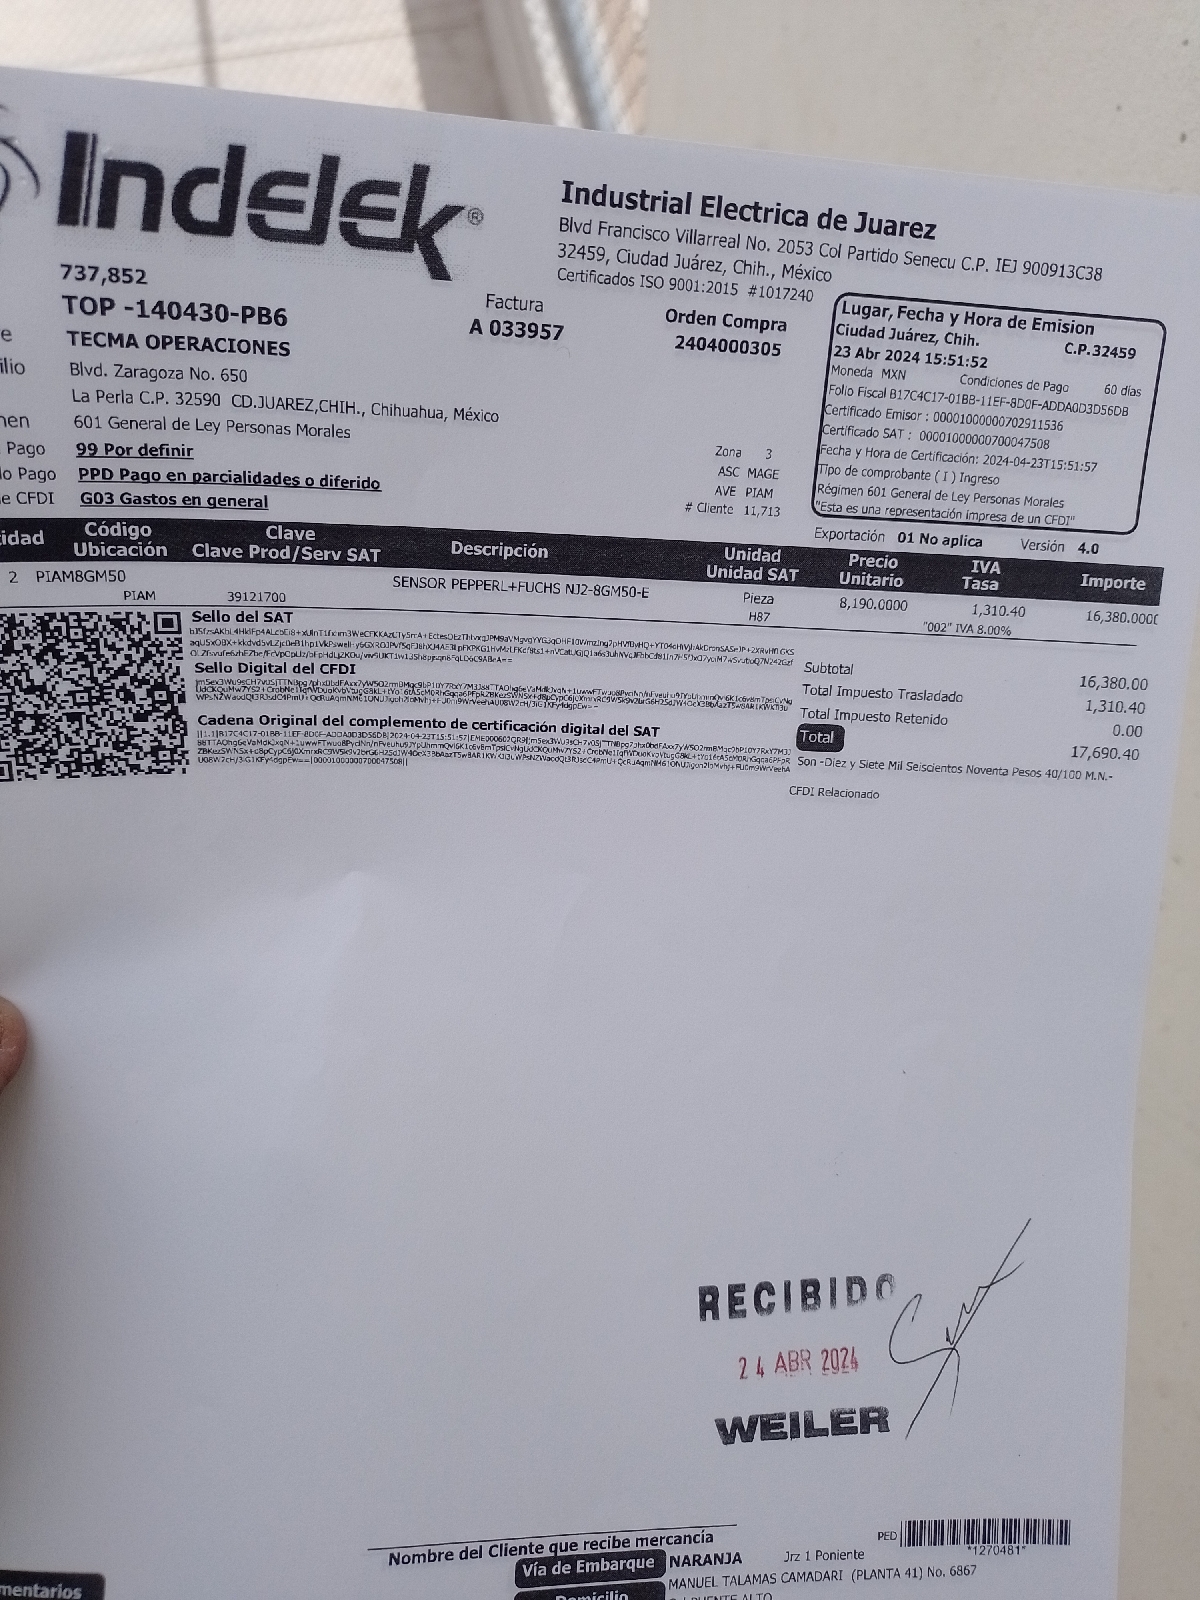 Indelek®
Industrial Electrica de Juarez
Blvd Francisco Villarreal No. 2053 Col Partido Senecu C.P. IEJ 900913C38
32459, Ciudad Juárez, Chih., México
Certificados ISO 9001:2015 #1017240
737,852
TOP -140430-PB6
TECMA OPERACIONES
Blvd. Zaragoza No. 650
La Perla C.P. 32590 CD.JUAREZ,CHIH., Chihuahua, México
601 General de Ley Personas Morales
Pago 99 Por definir
Pago PPD Pago en parcialidades o diferido
CFDI G03 Gastos en general
Factura
A 033957
Orden Compra
2404000305
Zona 3
ASC MAGE
AVE PIAM
# Cliente 11,713
Lugar, Fecha y Hora de Emision
Ciudad Juárez, Chih. C.P.32459
23 Abr 2024 15:51:52
Moneda MXN Condiciones de Pago 60 días
Folio Fiscal B17C4C17-01BB-11EF-8D0F-ADDA0D3D56DB
Certificado Emisor : 00001000000702911536
Certificado SAT : 00001000000700047508
Fecha y Hora de Certificación: 2024-04-23T15:51:57
Tipo de comprobante ( I ) Ingreso
Régimen 601 General de Ley Personas Morales
"Esta es una representación impresa de un CFDI"
Exportación 01 No aplica Versión 4.0
idad Código Ubicación Clave Clave Prod/Serv SAT Descripción Unidad Unidad SAT Precio Unitario IVA Tasa Importe
2 PIAM8GM50 SENSOR PEPPERL+FUCHS NJ2-8GM50-E Pieza 8,190.0000 1,310.40 16,380.000
PIAM 39121700 H87 "002" IVA 8.00%
Sello del SAT
Sello Digital del CFDI
Cadena Original del complemento de certificación digital del SAT
Subtotal 16,380.00
Total Impuesto Trasladado 1,310.40
Total Impuesto Retenido 0.00
Total 17,690.40
Son -Diez y Siete Mil Seiscientos Noventa Pesos 40/100 M.N.-
CFDI Relacionado
RECIBIDO
24 ABR 2024
WEILER
Nombre del Cliente que recibe mercancía
PED *1270481*
Vía de Embarque NARANJA Jrz 1 Poniente
MANUEL TALAMAS CAMADARI (PLANTA 41) No. 6867
mentarios
Domicilio